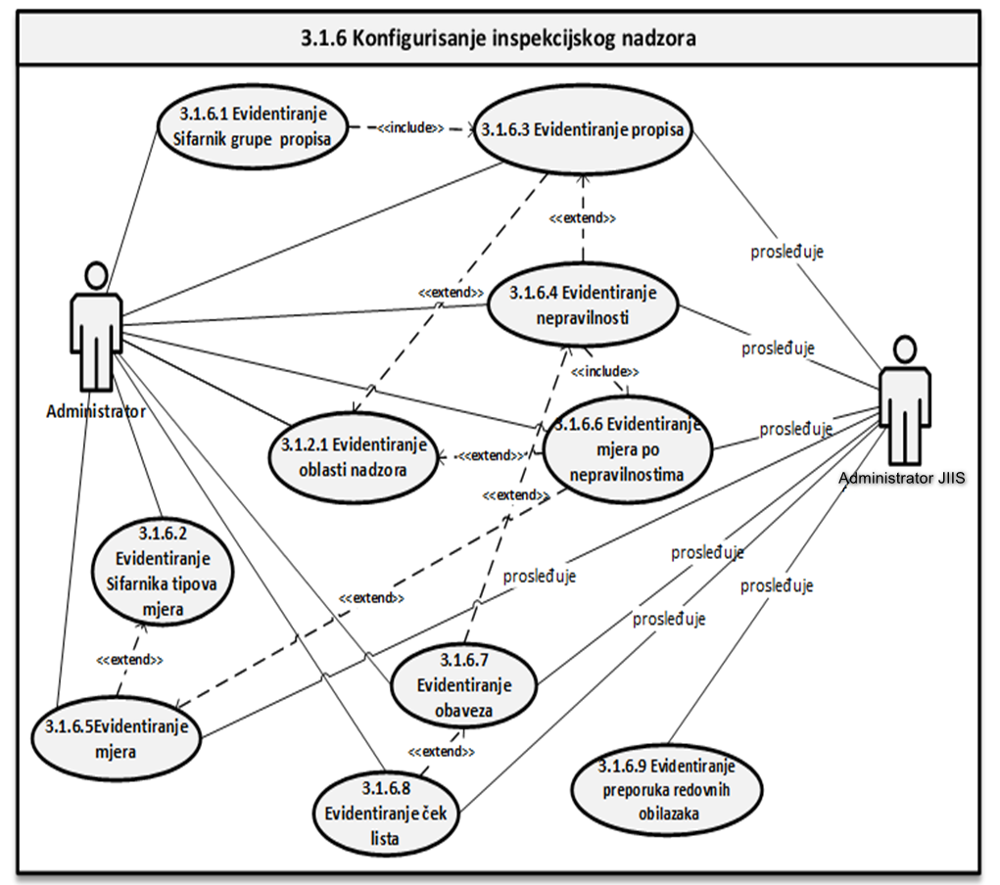 3.1.6 Konfigurisanje inspekcijskog nadzora
3.1.6.1 Evidentiranje
Sifarnik grupe propisa
<<include>>
3.1.6.3 Evidentiranje propisa
<<extend>>
prosleđuje
<<extend>>
3.1.6.4 Evidentiranje
nepravilnosti
prosleđuje
<<include>>
Administrator
3.1.2.1 Evidentiranje
oblasti nadzora
<<extend>>
3.1.6.6 Evidentiranje
mjera po
nepravilnostima
prosleđuje
Administrator JIIS
<<extend>>
3.1.6.2
Evidentiranje
Sifarnika tipova
mjera
<<extend>>
prosleđuje
prosleđuje
prosleđuje
prosleđuje
<<extend>>
3.1.6.5Evidentiranje
mjera
3.1.6.7
Evidentiranje
obaveza
<<extend>>
3.1.6.8
Evidentiranje ček
lista
3.1.6.9 Evidentiranje
preporuka redovnih
obilazaka